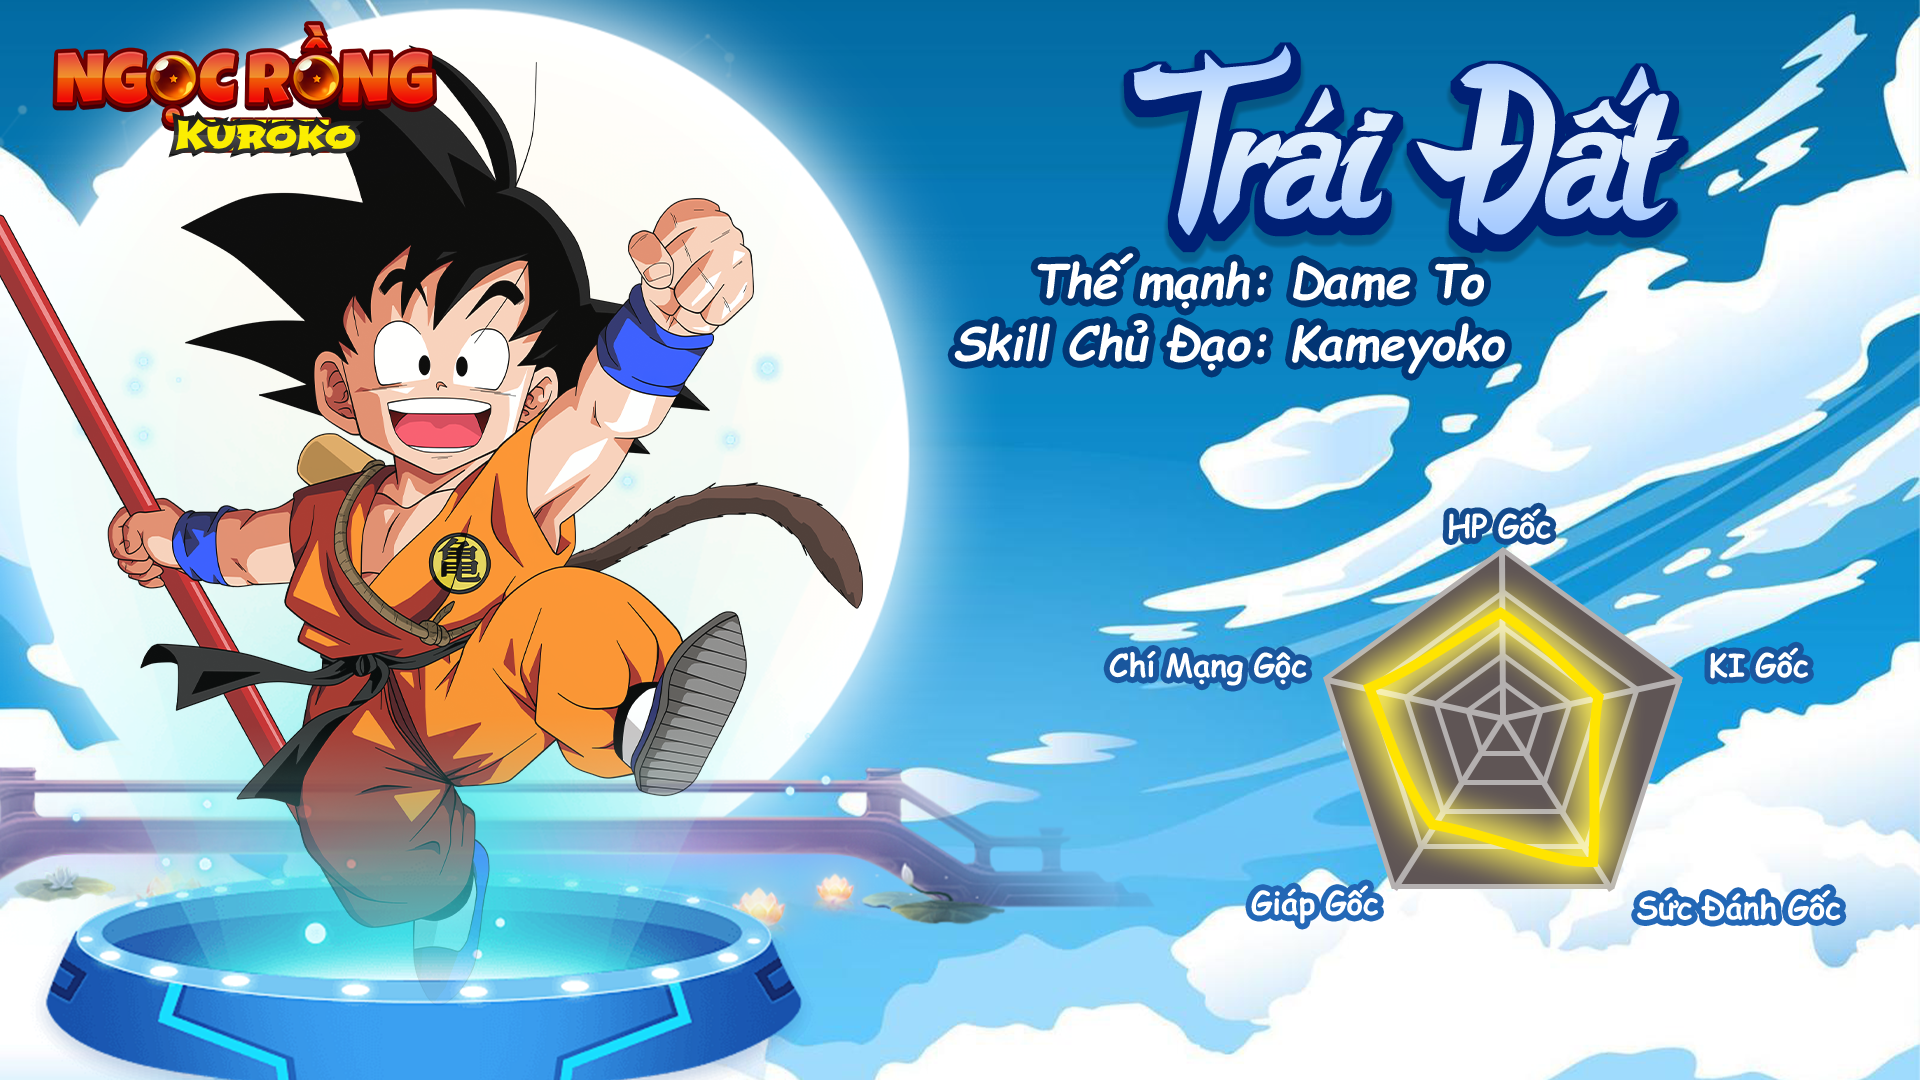 NGỌC RỒNG
KUROKO
Trái Đất
Thế mạnh: Dame To
Skill Chủ Đạo: Kameyoko
HP Gốc
Chí Mạng Gộc
KI Gốc
Giáp Gốc
Sức Đánh Gốc
亀